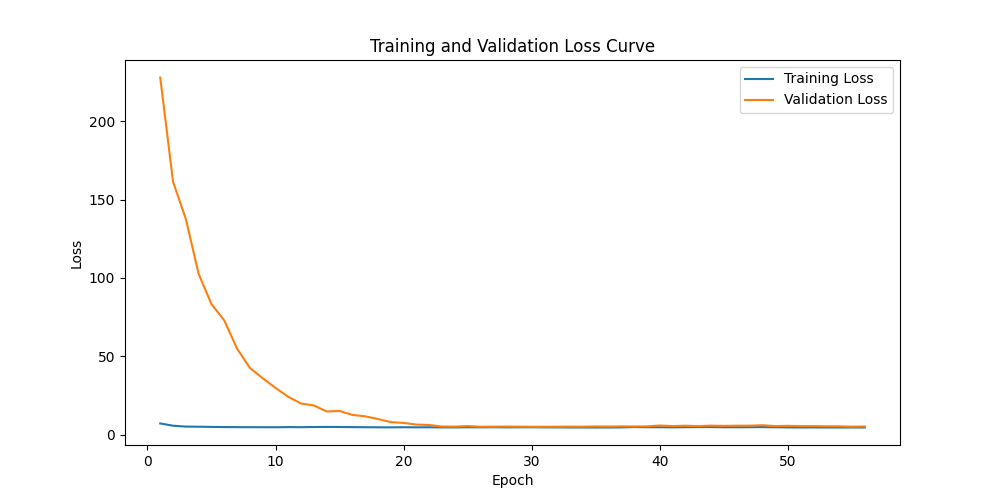 Training and Validation Loss Curve
Training Loss
Validation Loss
200
150
100
50
0
Loss
0 10 20 30 40 50
Epoch